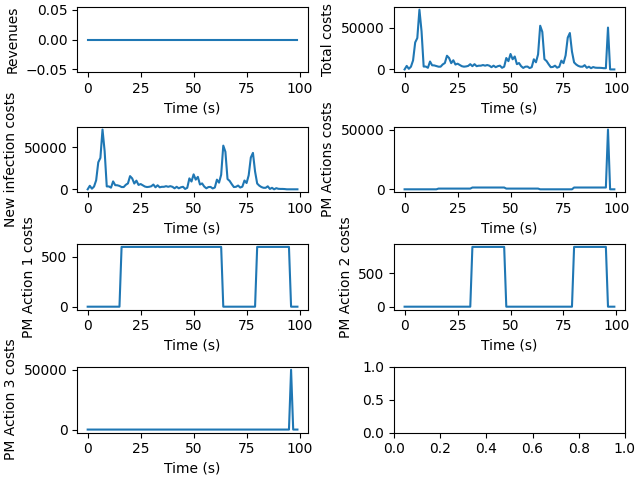 Revenues
0.05
0.00
−0.05
0 25 50 75 100
Time (s)
Total costs
50000
0
0 25 50 75 100
Time (s)
New infection costs
50000
0
0 25 50 75 100
Time (s)
PM Actions costs
50000
0
0 25 50 75 100
Time (s)
PM Action 1 costs
500
0
0 25 50 75 100
Time (s)
PM Action 2 costs
500
0
0 25 50 75 100
Time (s)
PM Action 3 costs
50000
0
0 25 50 75 100
Time (s)
1.0
0.5
0.0
0.0 0.2 0.4 0.6 0.8 1.0